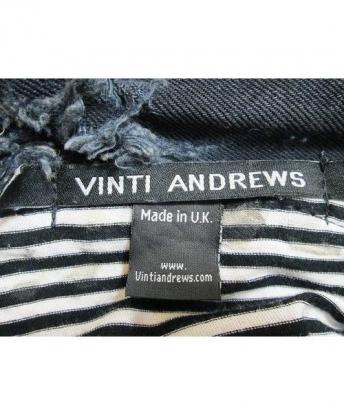 VINTI ANDREWS
Made in U.K.
www.
Vintiandrews.com